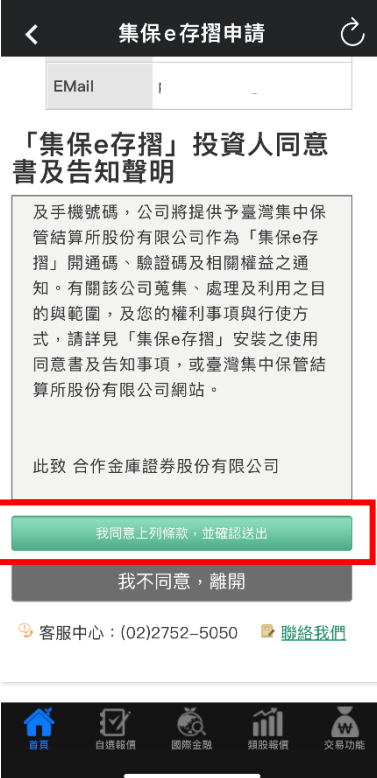 集保e存摺申請
EMail
「集保e存摺」投資人同意
書及告知聲明
及手機號碼，公司將提供予臺灣集中保
管結算所股份有限公司作為「集保e存
摺」開通碼、驗證碼及相關權益之通
知。有關該公司蒐集、處理及利用之目
的與範圍，及您的權利事項與行使方
式，請詳見「集保e存摺」安裝之使用
同意書及告知事項，或臺灣集中保管結
算所股份有限公司網站。
此致 合作金庫證券股份有限公司
我同意上列條款，並確認送出
我不同意，離開
客服中心：(02)2752-5050 聯絡我們
首頁 自選報價 國際金融 類股報價 交易功能